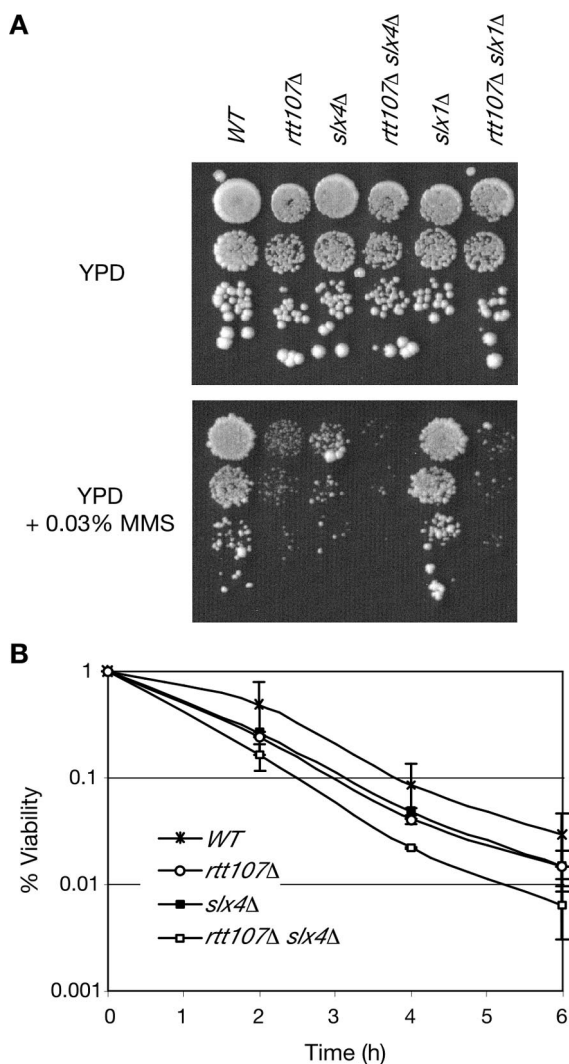 A
WT
rtt107Δ
slx4Δ
rtt107Δ slx4Δ
slx1Δ
rtt107Δ slx1Δ
YPD
YPD
+ 0.03% MMS
B
% Viability
1
0.1
0.01
0.001
WT
rtt107Δ
slx4Δ
rtt107Δ slx4Δ
0 1 2 3 4 5 6
Time (h)